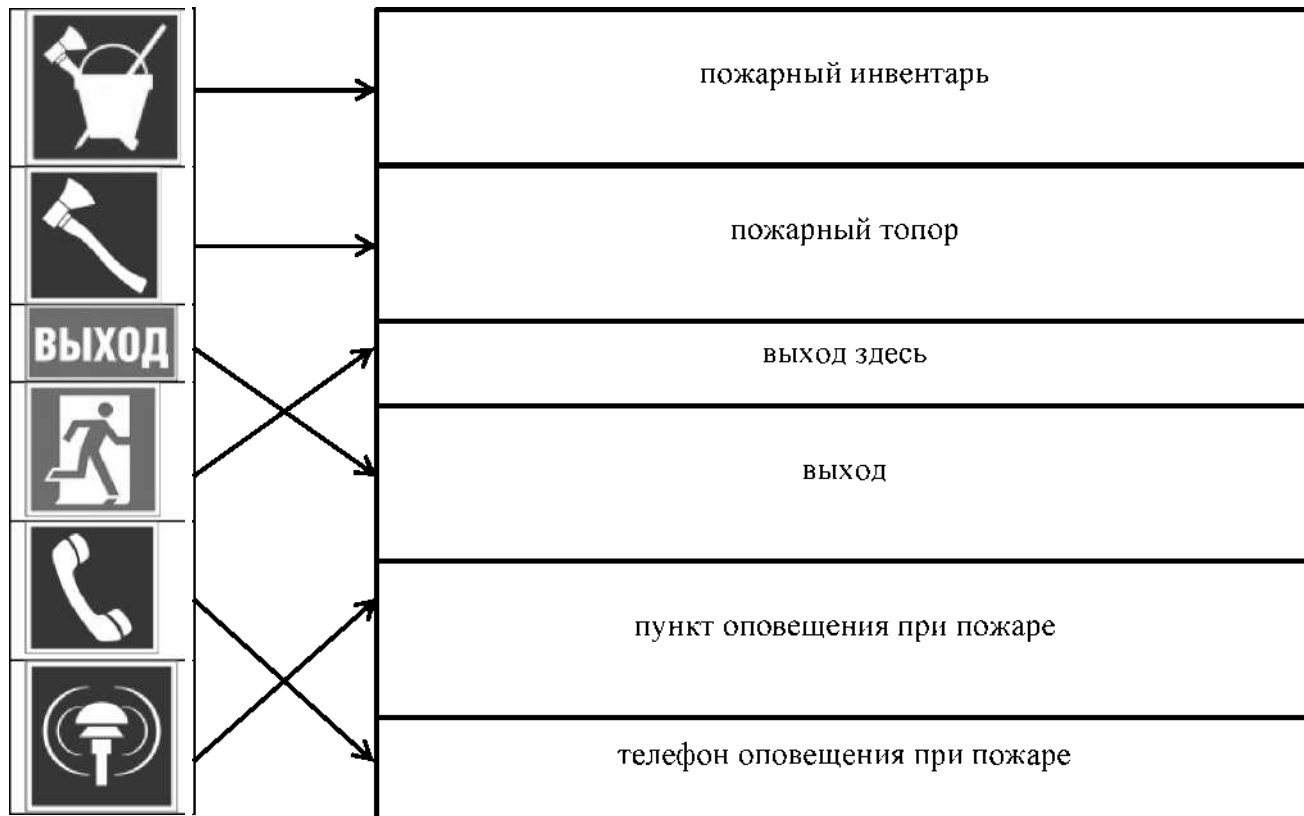 пожарный инвентарь
пожарный топор
ВЫХОД
выход здесь
выход
пункт оповещения при пожаре
телефон оповещения при пожаре